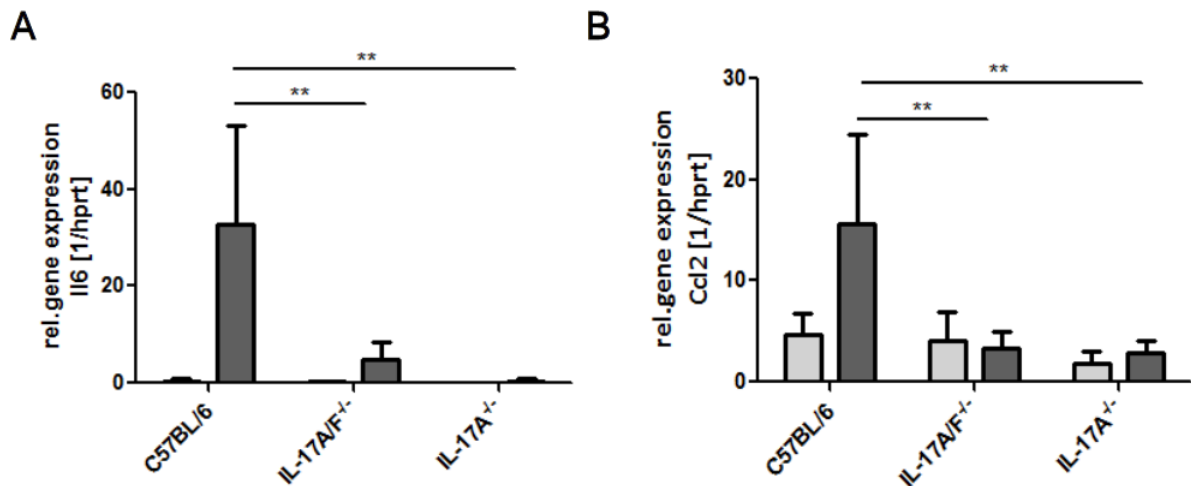 A
**
**
60
40
20
0
rel.gene expression
Il6 [1/hprt]
C57BL/6
IL-17A/F-/-
IL-17A-/-
B
**
**
30
20
10
0
rel.gene expression
Ccl2 [1/hprt]
C57BL/6
IL-17A/F-/-
IL-17A-/-